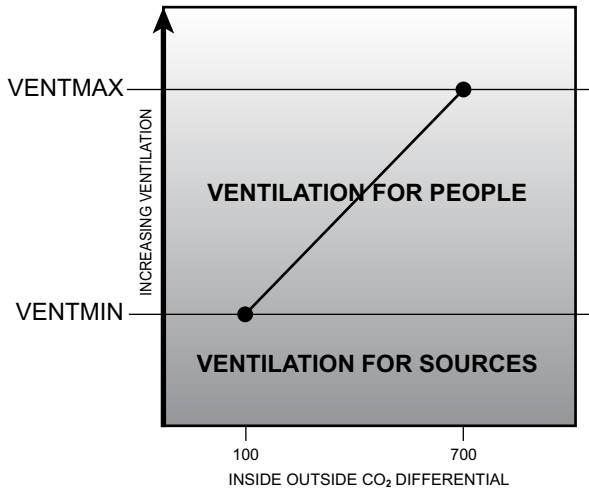 VENTMAX
INCREASING VENTILATION
VENTILATION FOR PEOPLE
VENTMIN
VENTILATION FOR SOURCES
100
700
INSIDE OUTSIDE CO₂ DIFFERENTIAL